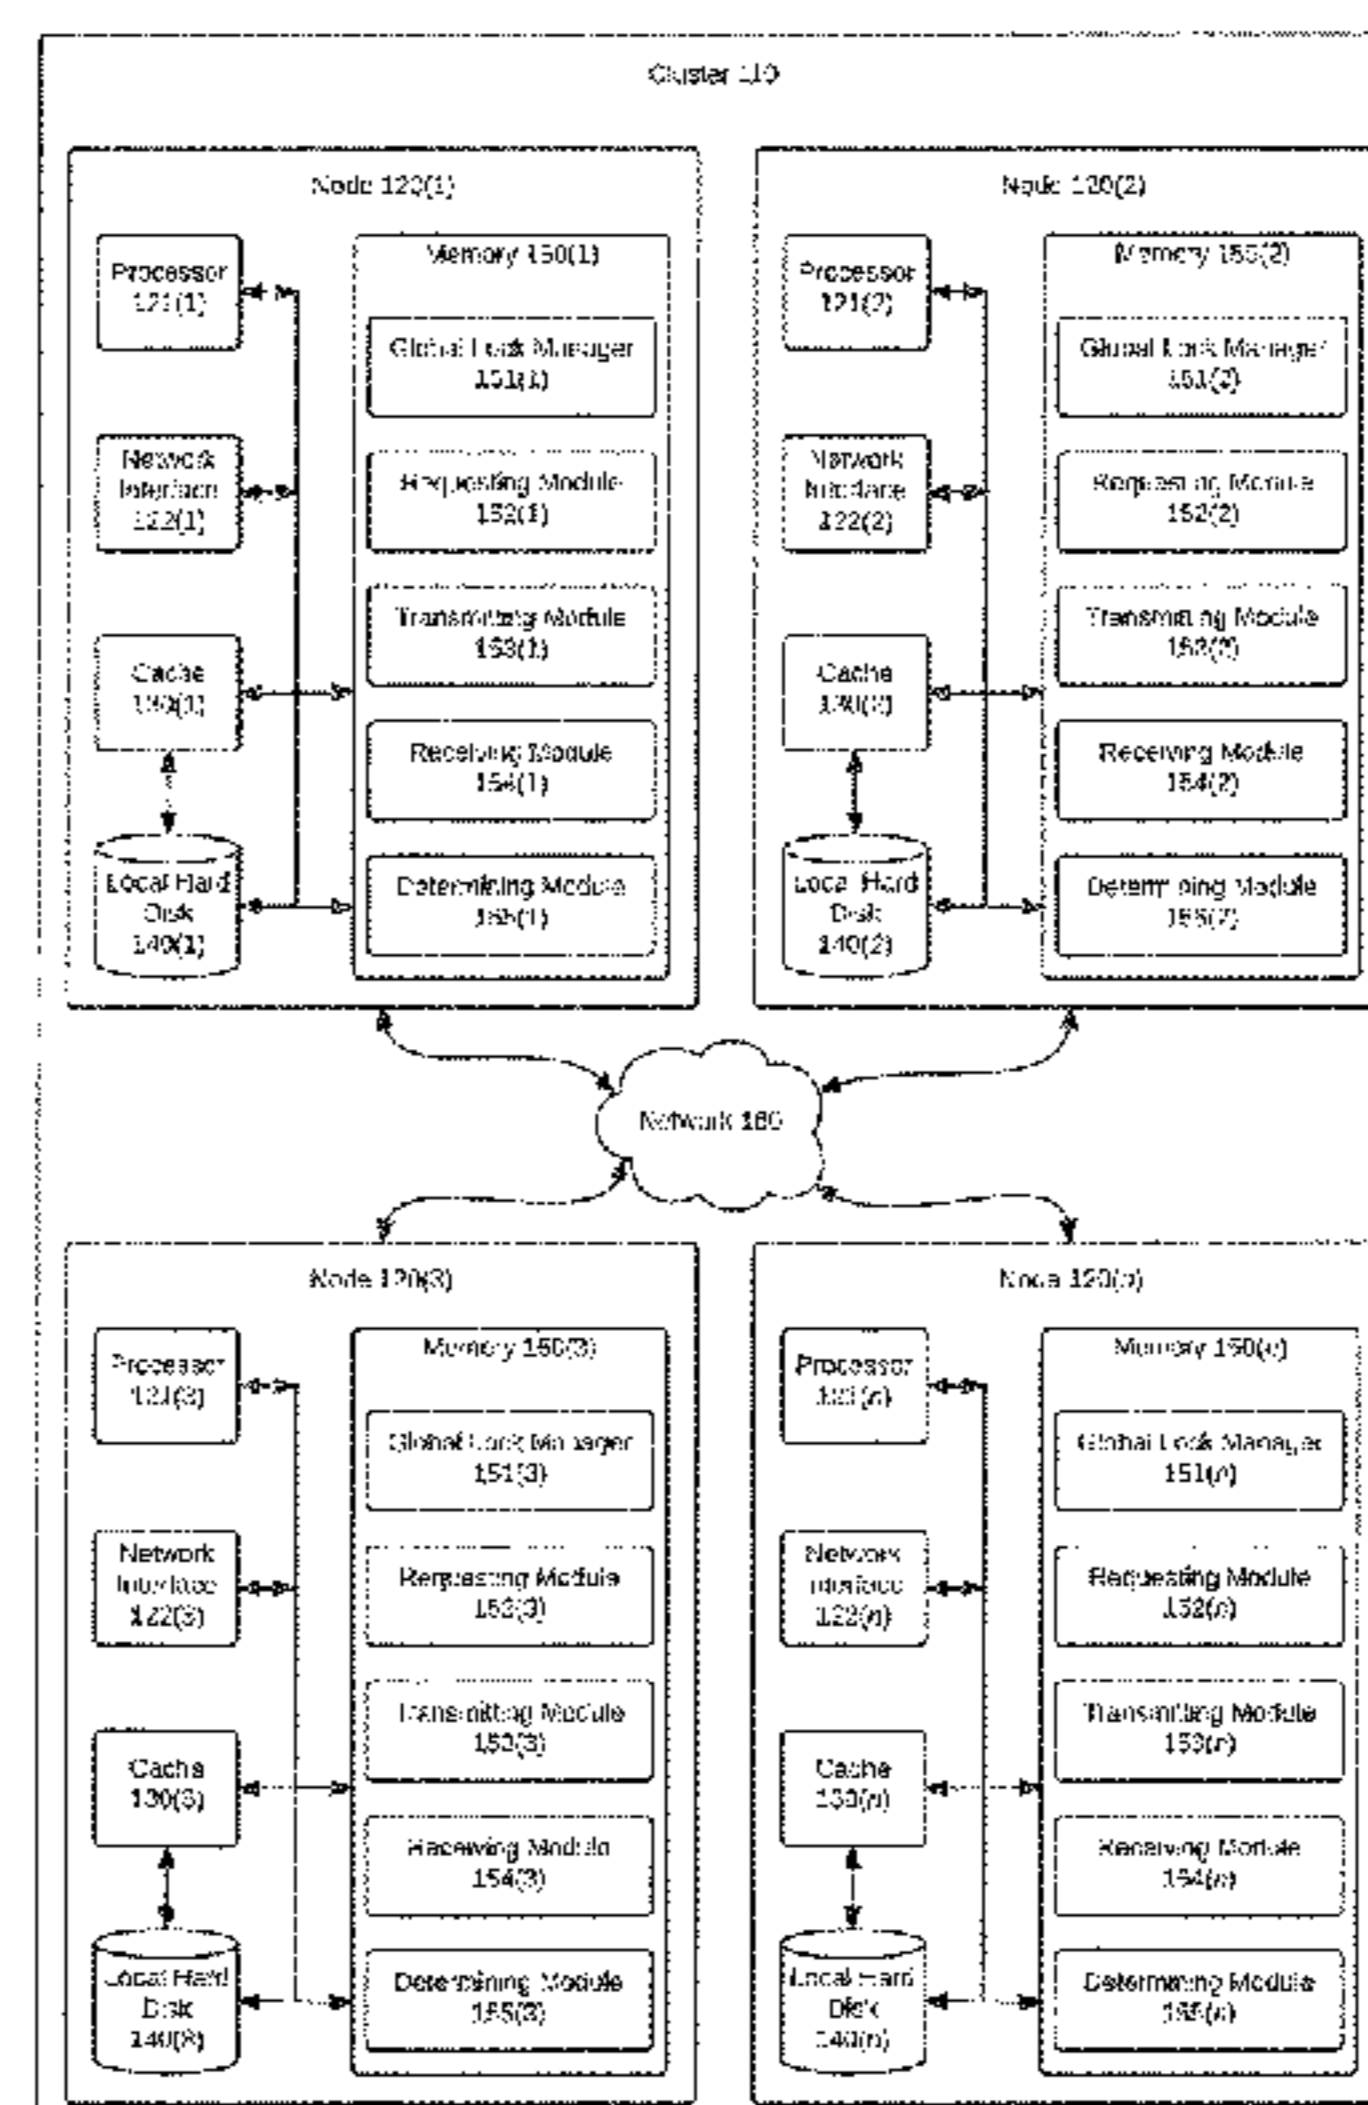 Cluster 110
Node 120(1)
Processor
121(1)
Network
Interface
122(1)
Cache
130(1)
Local Hard
Disk
140(1)
Memory 150(1)
Global Lock Manager
151(1)
Requesting Module
152(1)
Transmitting Module
153(1)
Receiving Module
154(1)
Determining Module
155(1)
Node 120(2)
Processor
121(2)
Network
Interface
122(2)
Cache
130(2)
Local Hard
Disk
140(2)
Memory 150(2)
Global Lock Manager
151(2)
Requesting Module
152(2)
Transmitting Module
153(2)
Receiving Module
154(2)
Determining Module
155(2)
Network 160
Node 120(3)
Processor
121(3)
Network
Interface
122(3)
Cache
130(3)
Local Hard
Disk
140(3)
Memory 150(3)
Global Lock Manager
151(3)
Requesting Module
152(3)
Transmitting Module
153(3)
Receiving Module
154(3)
Determining Module
155(3)
Node 120(n)
Processor
121(n)
Network
Interface
122(n)
Cache
130(n)
Local Hard
Disk
140(n)
Memory 150(n)
Global Lock Manager
151(n)
Requesting Module
152(n)
Transmitting Module
153(n)
Receiving Module
154(n)
Determining Module
155(n)